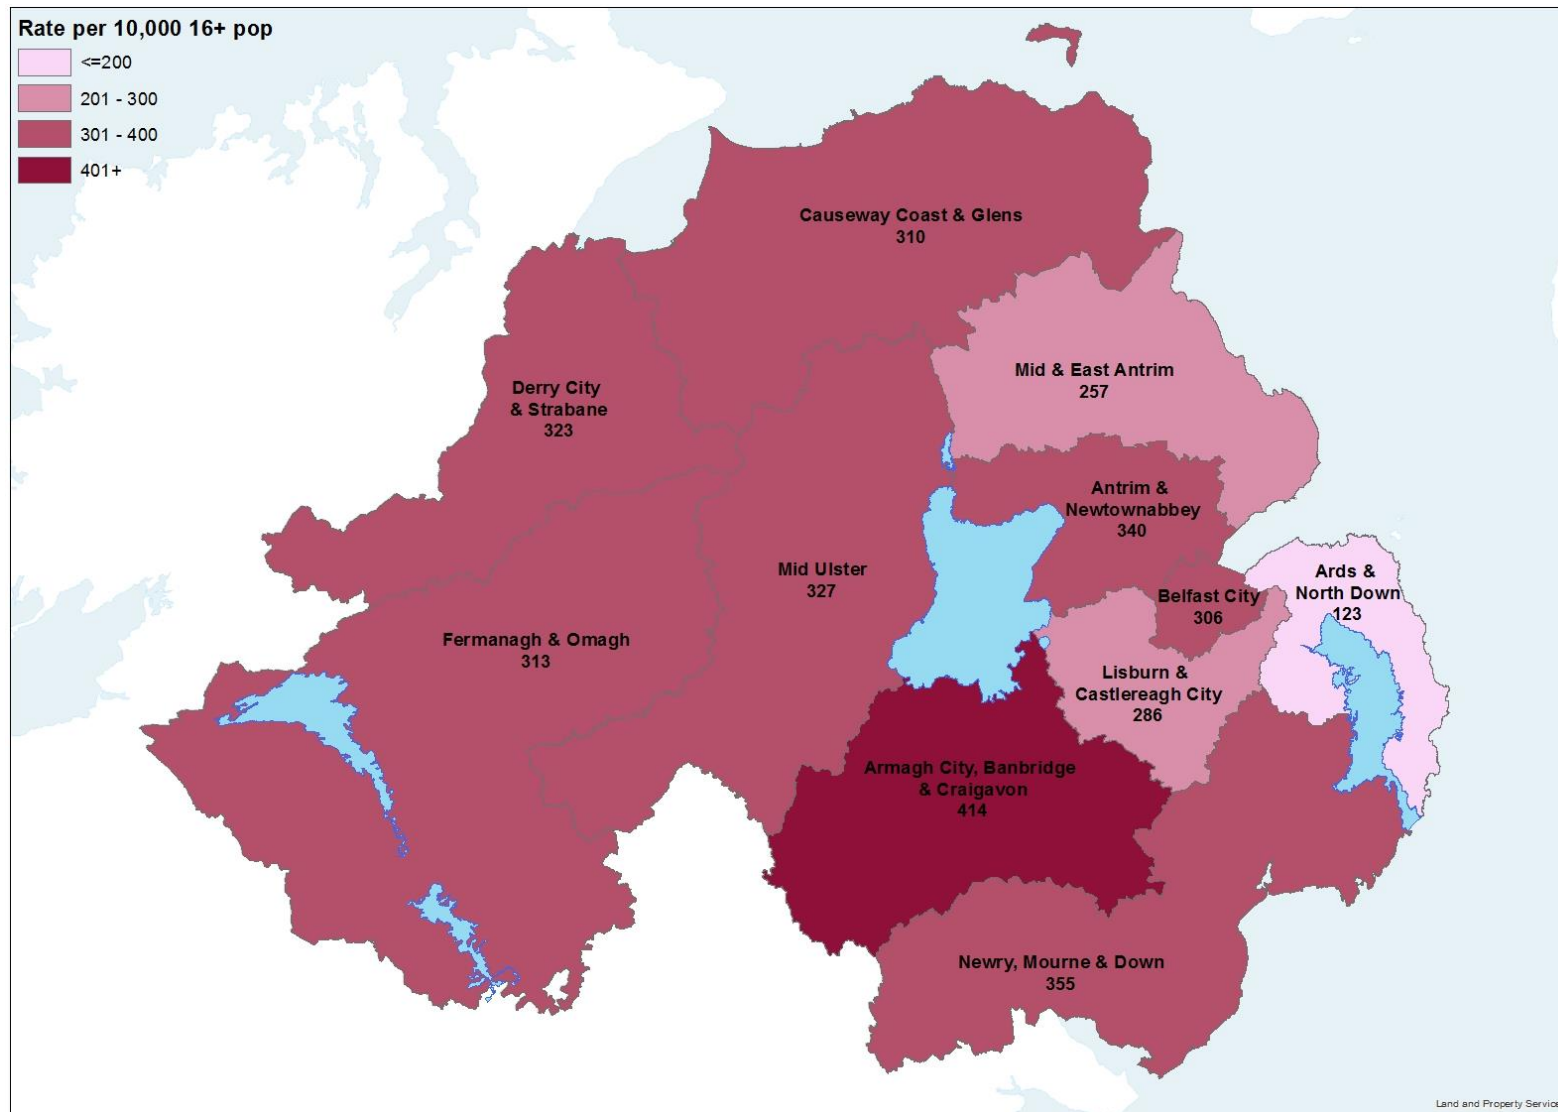 Rate per 10,000 16+ pop
<=200
201 - 300
301 - 400
401+
Causeway Coast & Glens
310
Mid & East Antrim
257
Derry City
& Strabane
323
Antrim &
Newtownabbey
340
Mid Ulster
327
Ards &
North Down
123
Belfast City
306
Fermanagh & Omagh
313
Lisburn &
Castlereagh City
286
Armagh City, Banbridge
& Craigavon
414
Newry, Mourne & Down
355
Land and Property Service